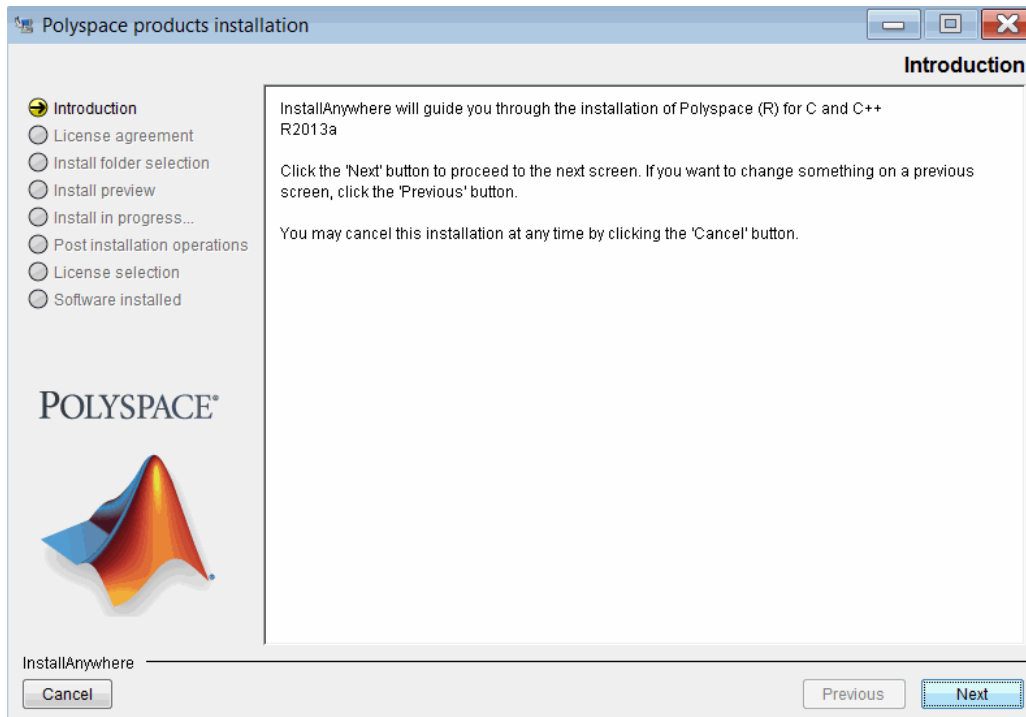 Polyspace products installation
Introduction
Introduction
License agreement
Install folder selection
Install preview
Install in progress...
Post installation operations
License selection
Software installed
POLYSPACE®
InstallAnywhere will guide you through the installation of Polyspace (R) for C and C++
R2013a
Click the 'Next' button to proceed to the next screen. If you want to change something on a previous
screen, click the 'Previous' button.
You may cancel this installation at any time by clicking the 'Cancel' button.
InstallAnywhere
Cancel
Previous
Next